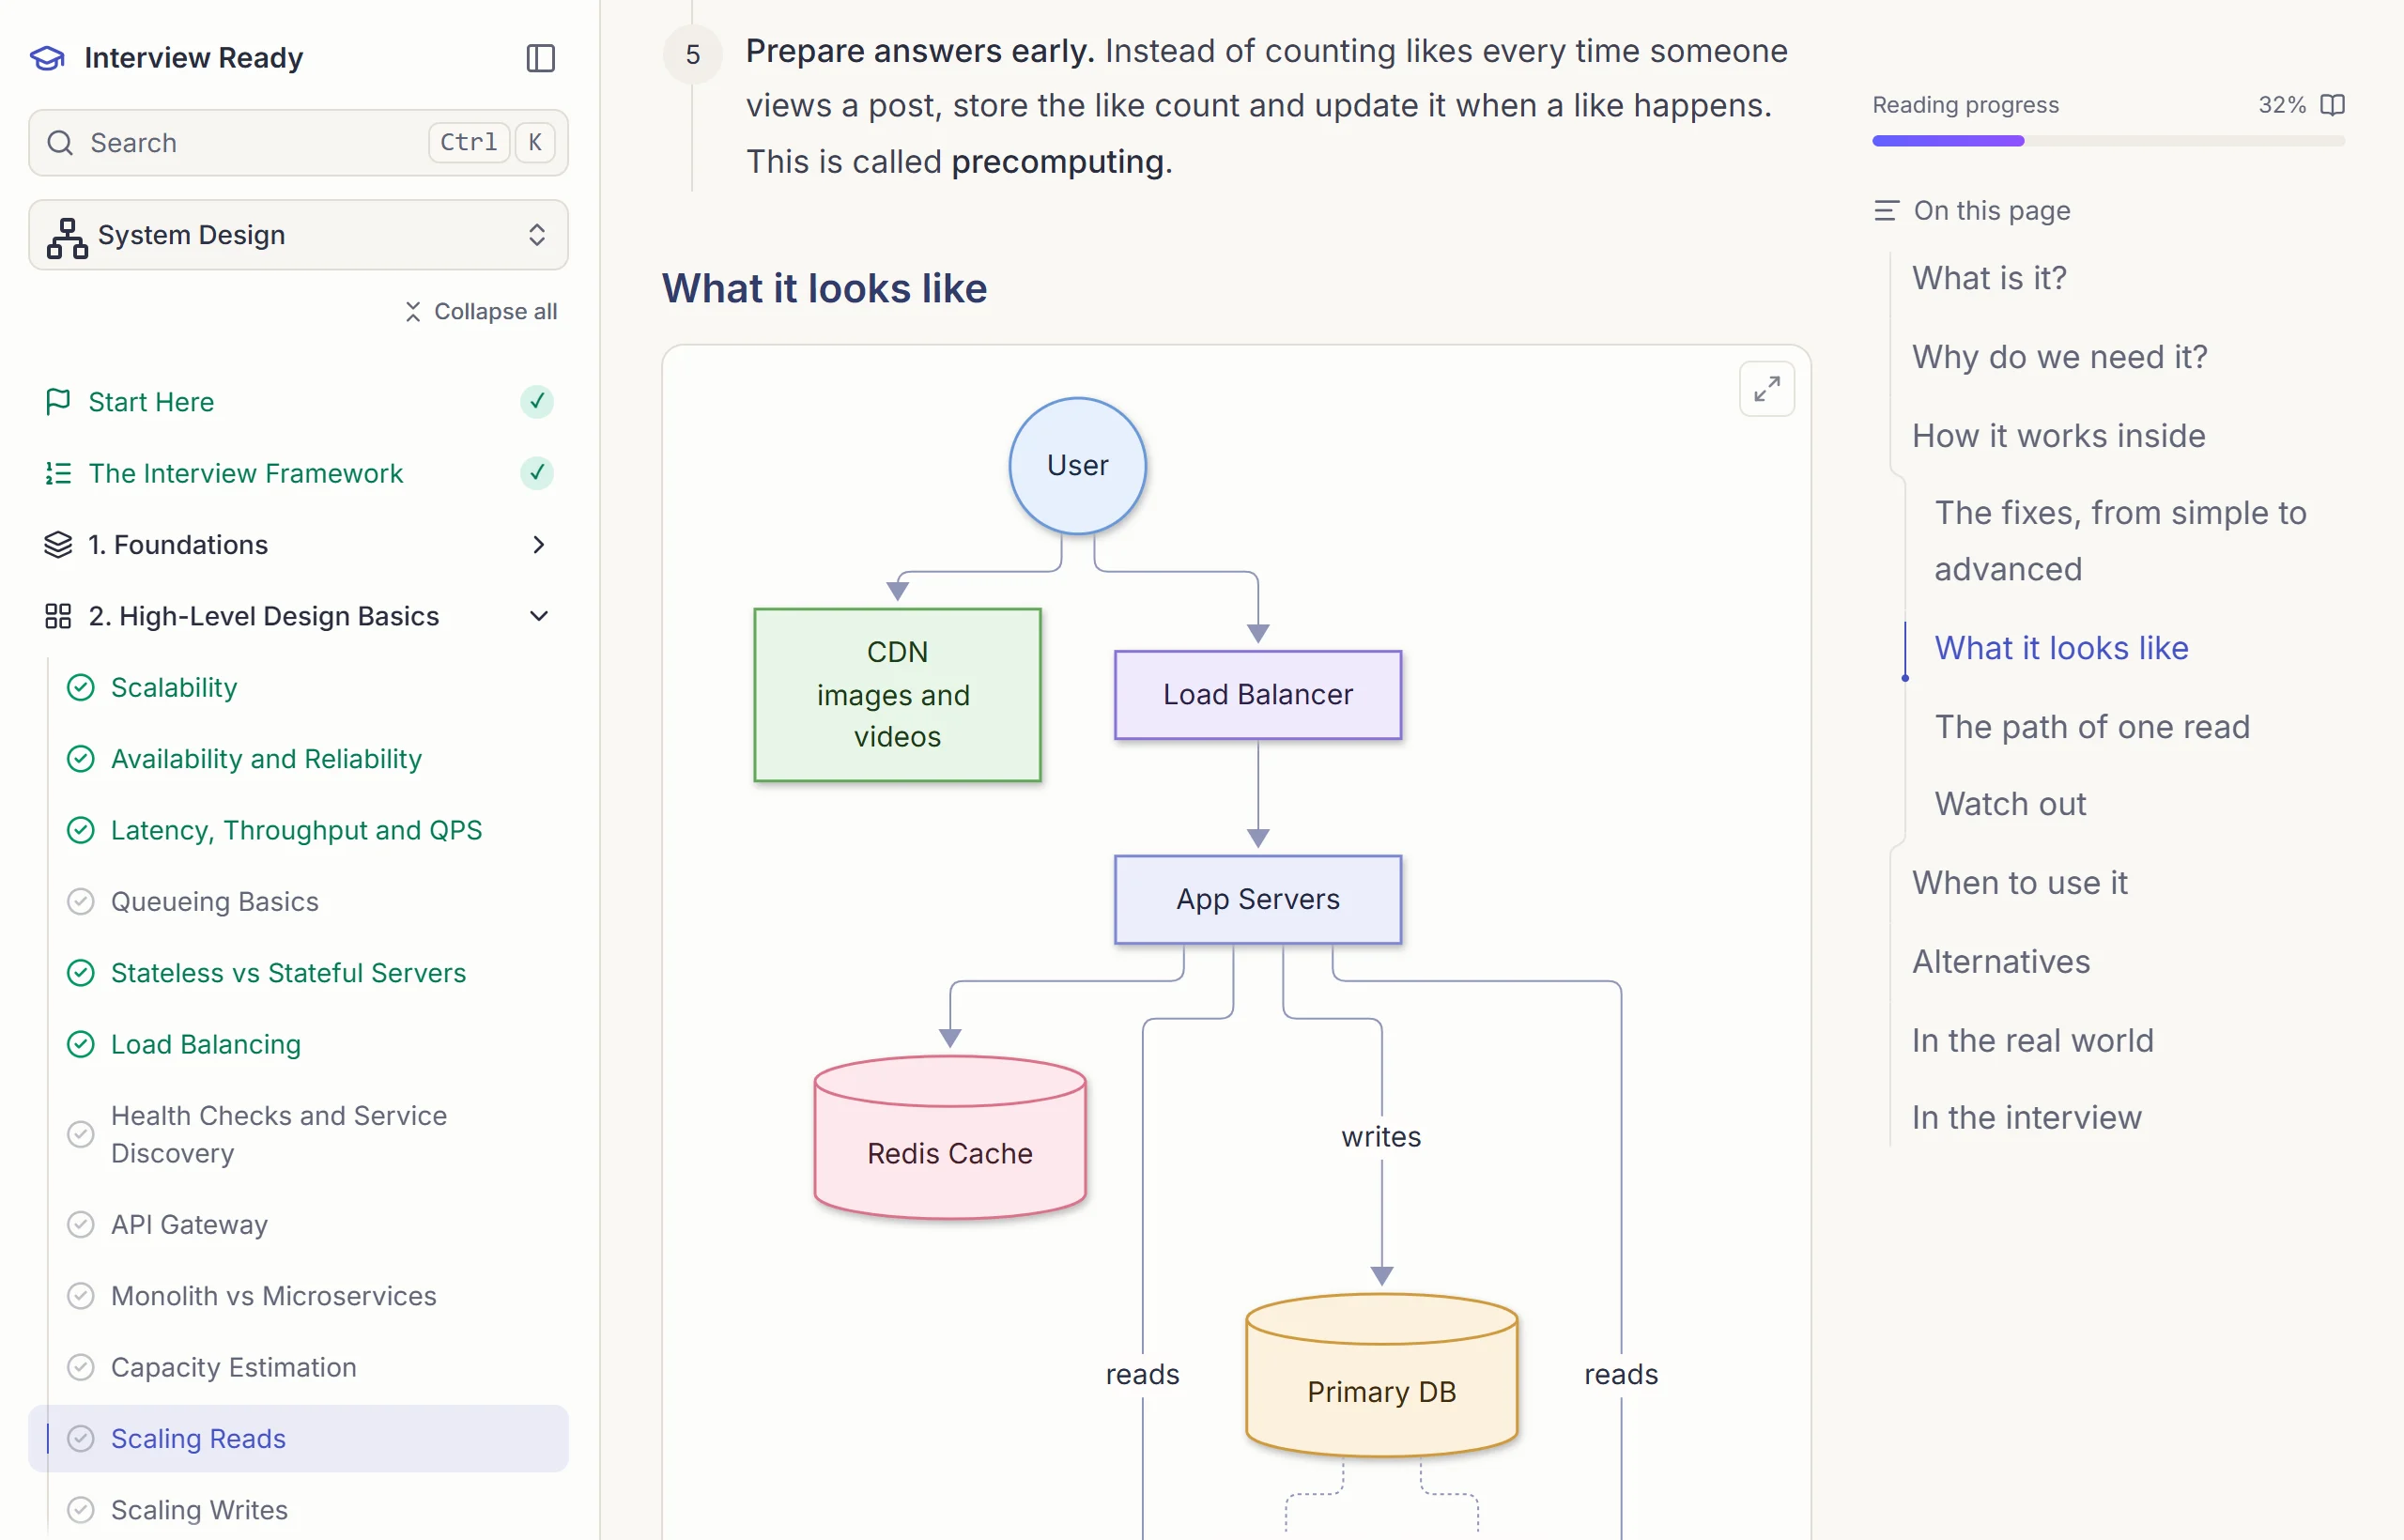 Interview Ready
Search
Ctrl K
System Design
Collapse all
Start Here
The Interview Framework
1. Foundations
2. High-Level Design Basics
Scalability
Availability and Reliability
Latency, Throughput and QPS
Queueing Basics
Stateless vs Stateful Servers
Load Balancing
Health Checks and Service
Discovery
API Gateway
Monolith vs Microservices
Capacity Estimation
Scaling Reads
Scaling Writes
5
Prepare answers early. Instead of counting likes every time someone
views a post, store the like count and update it when a like happens.
This is called precomputing.
What it looks like
User
CDN
images and
videos
Load Balancer
App Servers
Redis Cache
writes
reads
Primary DB
reads
Reading progress
32%
On this page
What is it?
Why do we need it?
How it works inside
The fixes, from simple to
advanced
What it looks like
The path of one read
Watch out
When to use it
Alternatives
In the real world
In the interview